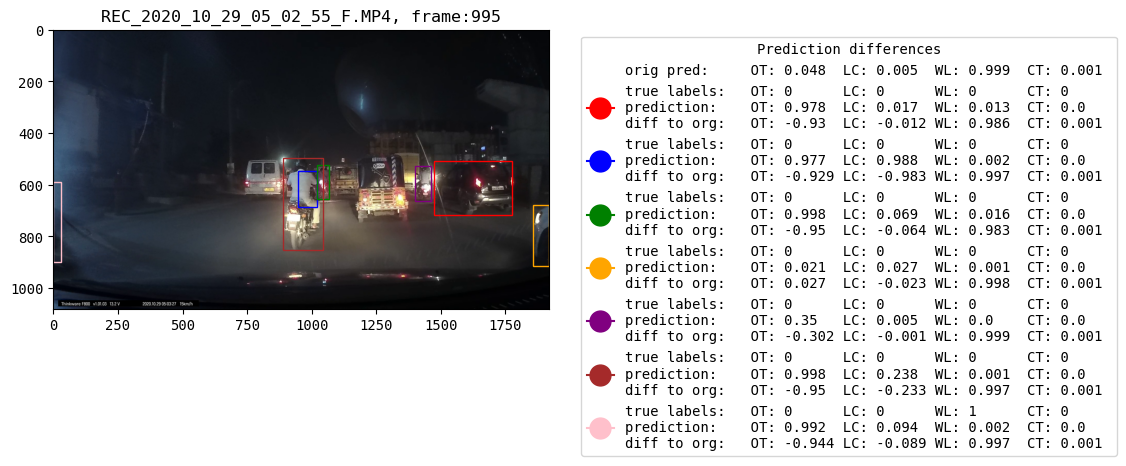 REC_2020_10_29_05_02_55_F.MP4, frame:995
Prediction differences
orig pred: OT: 0.048 LC: 0.005 WL: 0.999 CT: 0.001
true labels: OT: 0 LC: 0 WL: 0 CT: 0
prediction: OT: 0.978 LC: 0.017 WL: 0.013 CT: 0.0
diff to org: OT: -0.93 LC: -0.012 WL: 0.986 CT: 0.001
true labels: OT: 0 LC: 0 WL: 0 CT: 0
prediction: OT: 0.977 LC: 0.988 WL: 0.002 CT: 0.0
diff to org: OT: -0.929 LC: -0.983 WL: 0.997 CT: 0.001
true labels: OT: 0 LC: 0 WL: 0 CT: 0
prediction: OT: 0.998 LC: 0.069 WL: 0.016 CT: 0.0
diff to org: OT: -0.95 LC: -0.064 WL: 0.983 CT: 0.001
true labels: OT: 0 LC: 0 WL: 0 CT: 0
prediction: OT: 0.021 LC: 0.027 WL: 0.001 CT: 0.0
diff to org: OT: 0.027 LC: -0.023 WL: 0.998 CT: 0.001
true labels: OT: 0 LC: 0 WL: 0 CT: 0
prediction: OT: 0.35 LC: 0.005 WL: 0.0 CT: 0.0
diff to org: OT: -0.302 LC: -0.001 WL: 0.999 CT: 0.001
true labels: OT: 0 LC: 0 WL: 0 CT: 0
prediction: OT: 0.998 LC: 0.238 WL: 0.001 CT: 0.0
diff to org: OT: -0.95 LC: -0.233 WL: 0.997 CT: 0.001
true labels: OT: 0 LC: 0 WL: 1 CT: 0
prediction: OT: 0.992 LC: 0.094 WL: 0.002 CT: 0.0
diff to org: OT: -0.944 LC: -0.089 WL: 0.997 CT: 0.001
0
200
400
600
800
1000
0 250 500 750 1000 1250 1500 1750